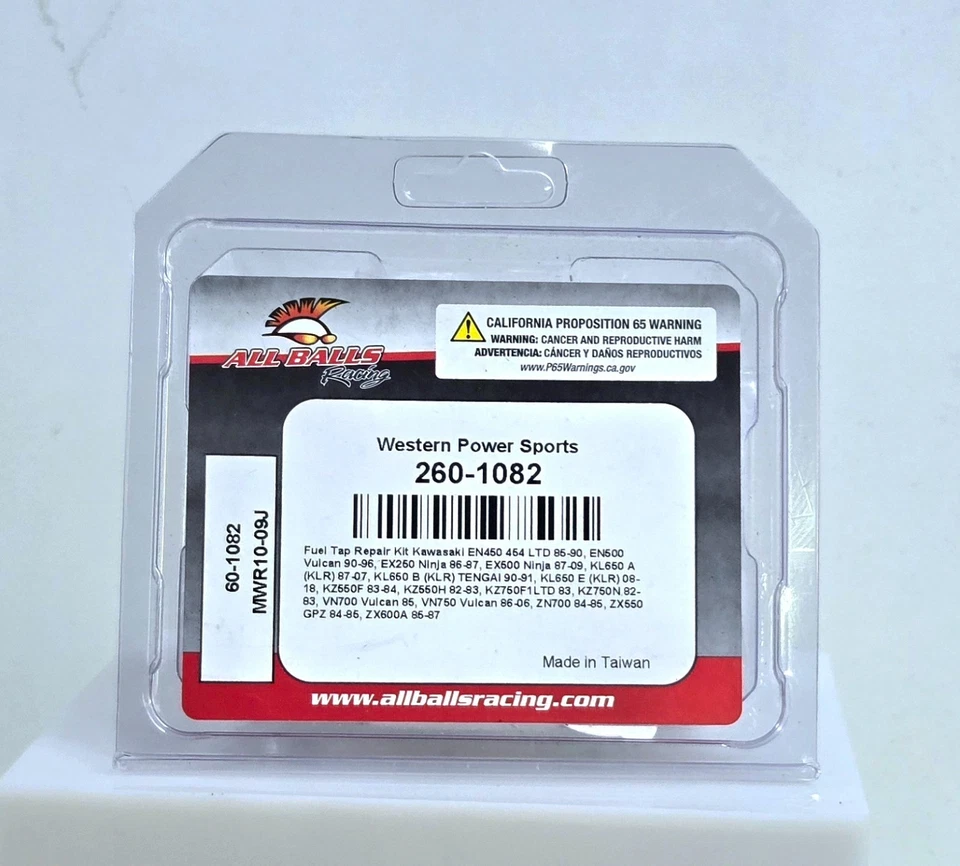 ALL BALLS
Racing
CALIFORNIA PROPOSITION 65 WARNING
WARNING: CANCER AND REPRODUCTIVE HARM
ADVERTENCIA: CÁNCER Y DAÑOS REPRODUCTIVOS
www.P65Warnings.ca.gov
Western Power Sports
260-1082
Fuel Tap Repair Kit Kawasaki EN450 454 LTD 85-90, EN500
Vulcan 90-96, EX250 Ninja 86-87, EX600 Ninja 87-09, KL650 A
(KLR) 87-07, KL650 B (KLR) TENGAI 90-91, KL650 E (KLR) 08-
18, KZ550F 83-84, KZ550H 82-83, KZ750F1LTD 83, KZ750N 82-
83, VN700 Vulcan 85, VN750 Vulcan 86-06, ZN700 84-85, ZX550
GPZ 84-85, ZX600A 85-87
Made in Taiwan
60-1082
MWR10-09J
www.allballsracing.com